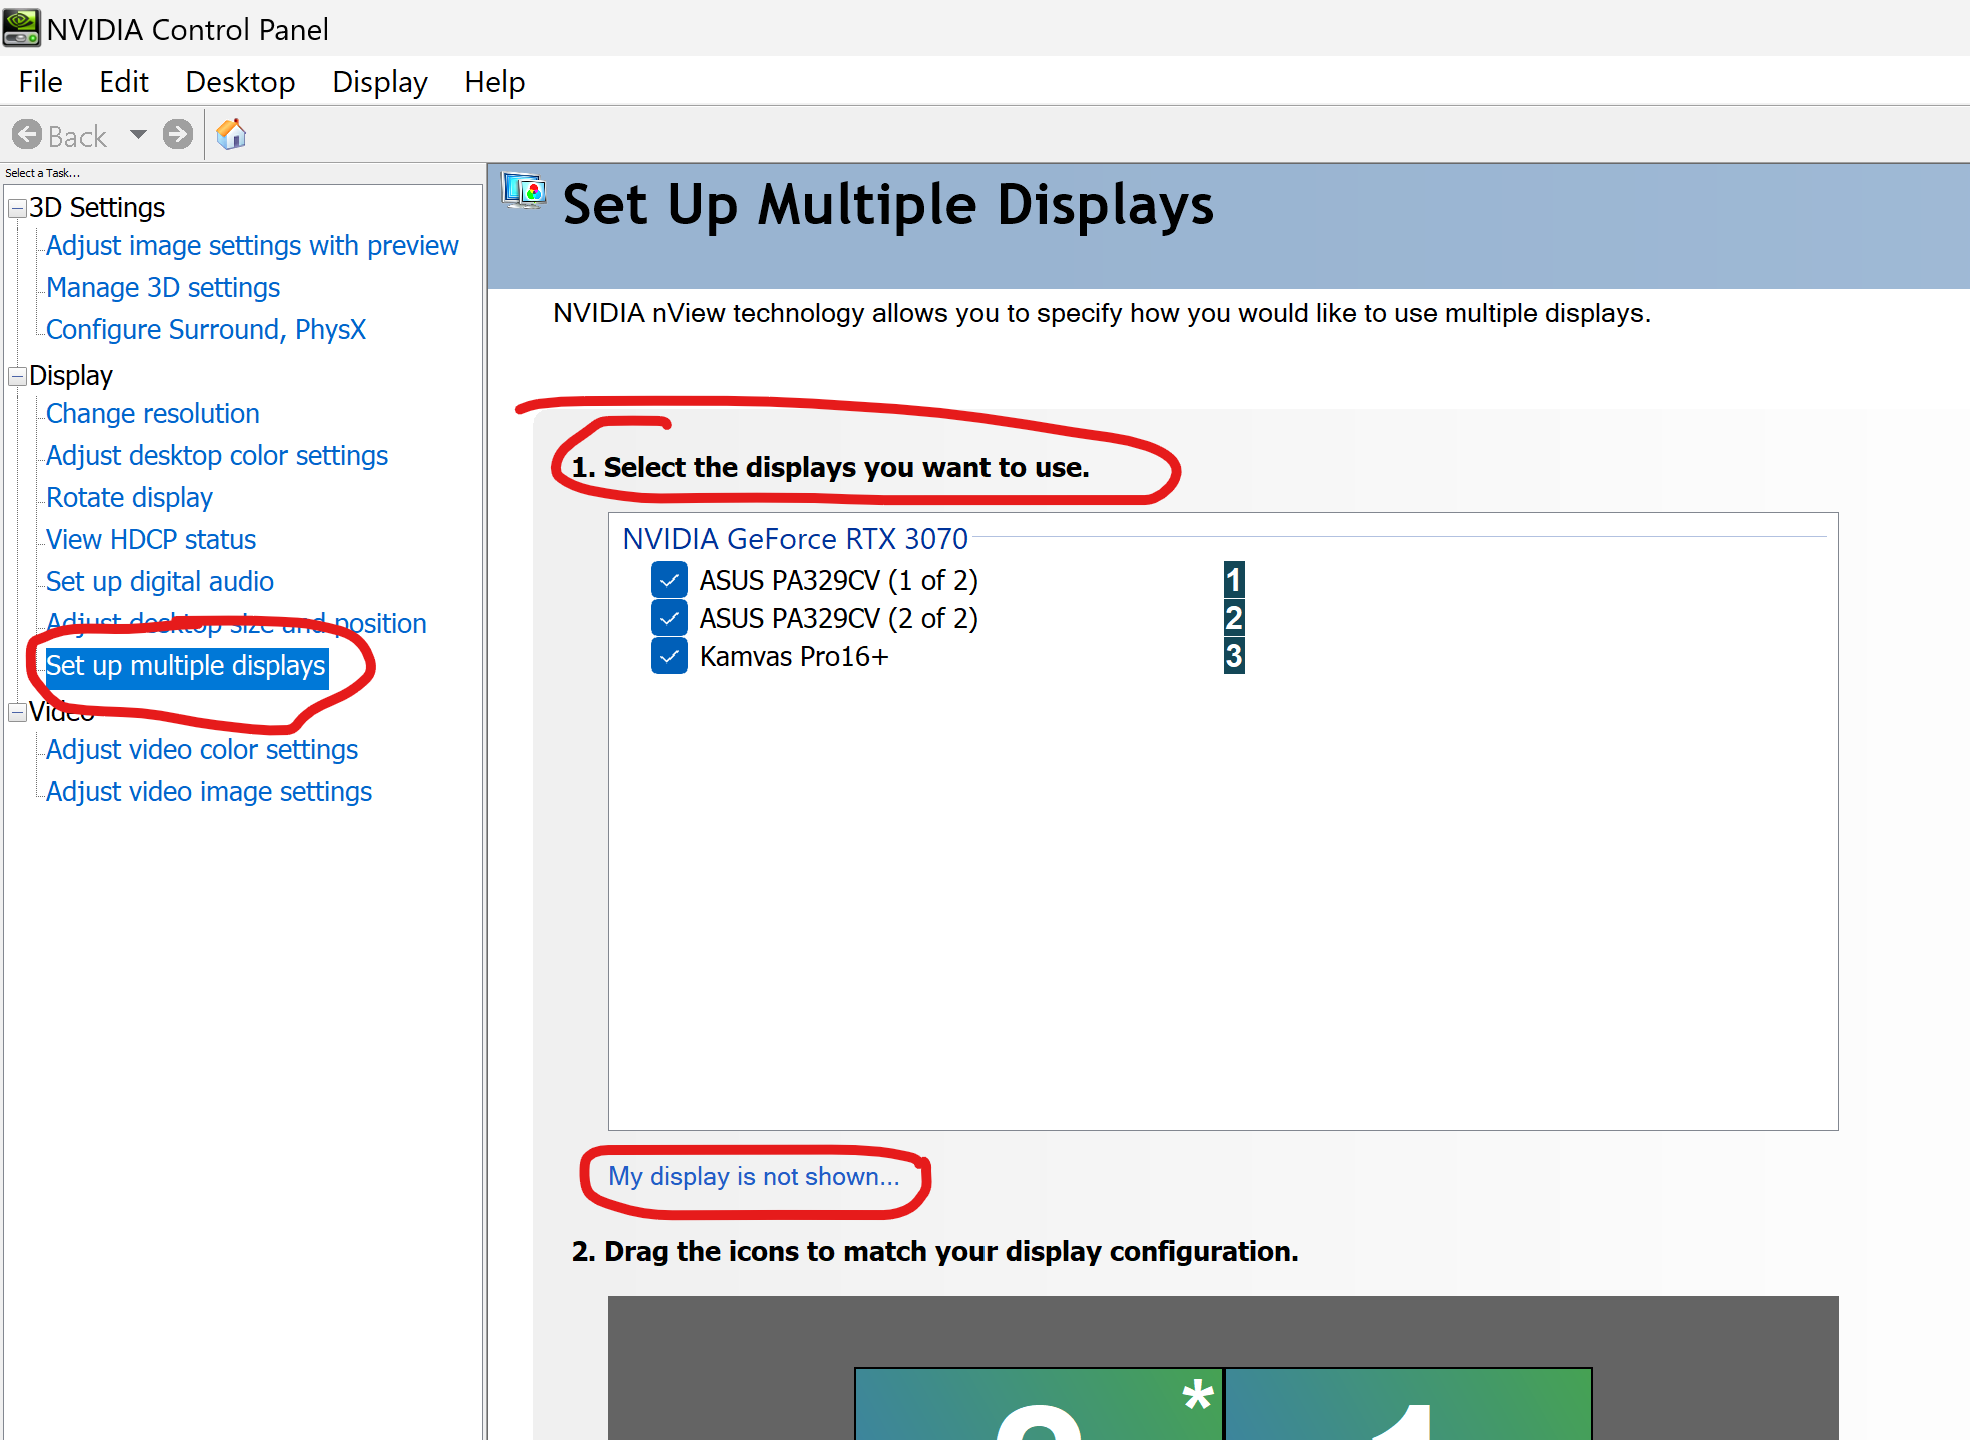 NVIDIA Control Panel
File Edit Desktop Display Help
Back
Select a Task...
3D Settings
Adjust image settings with preview
Manage 3D settings
Configure Surround, PhysX
Display
Change resolution
Adjust desktop color settings
Rotate display
View HDCP status
Set up digital audio
Adjust desktop size and position
Set up multiple displays
Video
Adjust video color settings
Adjust video image settings
Set Up Multiple Displays
NVIDIA nView technology allows you to specify how you would like to use multiple displays.
1. Select the displays you want to use.
NVIDIA GeForce RTX 3070
ASUS PA329CV (1 of 2) 1
ASUS PA329CV (2 of 2) 2
Kamvas Pro16+ 3
My display is not shown...
2. Drag the icons to match your display configuration.
*
2 1